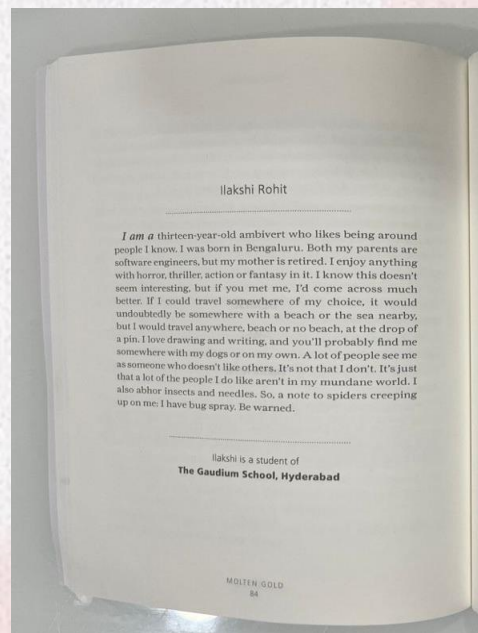 Ilakshi Rohit
I am a thirteen-year-old ambivert who likes being around
people I know. I was born in Bengaluru. Both my parents are
software engineers, but my mother is retired. I enjoy anything
with horror, thriller, action or fantasy in it. I know this doesn't
seem interesting, but if you met me, I'd come across much
better. If I could travel somewhere of my choice, it would
undoubtedly be somewhere with a beach or the sea nearby,
but I would travel anywhere, beach or no beach, at the drop of
a pin. I love drawing and writing, and you'll probably find me
somewhere with my dogs or on my own. A lot of people see me
as someone who doesn't like others. It's not that I don't. It's just
that a lot of the people I do like aren't in my mundane world. I
also abhor insects and needles. So, a note to spiders creeping
up on me: I have bug spray. Be warned.
Ilakshi is a student of
The Gaudium School, Hyderabad
MOLTEN GOLD
84